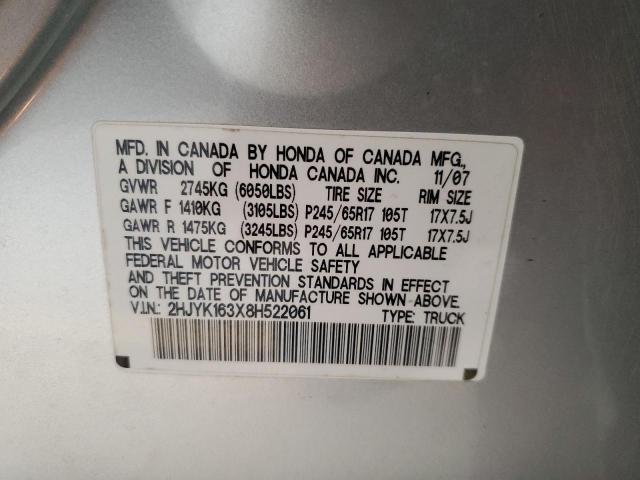 MFD. IN CANADA BY HONDA OF CANADA MFG.,
A DIVISION OF HONDA CANADA INC. 11/07
GVWR 2745KG (6050LBS) TIRE SIZE RIM SIZE
GAWR F 1410KG (3105LBS) P245/65R17 105T 17X7.5J
GAWR R 1475KG (3245LBS) P245/65R17 105T 17X7.5J
THIS VEHICLE CONFORMS TO ALL APPLICABLE
FEDERAL MOTOR VEHICLE SAFETY
AND THEFT PREVENTION STANDARDS IN EFFECT
ON THE DATE OF MANUFACTURE SHOWN ABOVE.
V.I.N.: 2HJYK163X8H522061 TYPE: TRUCK